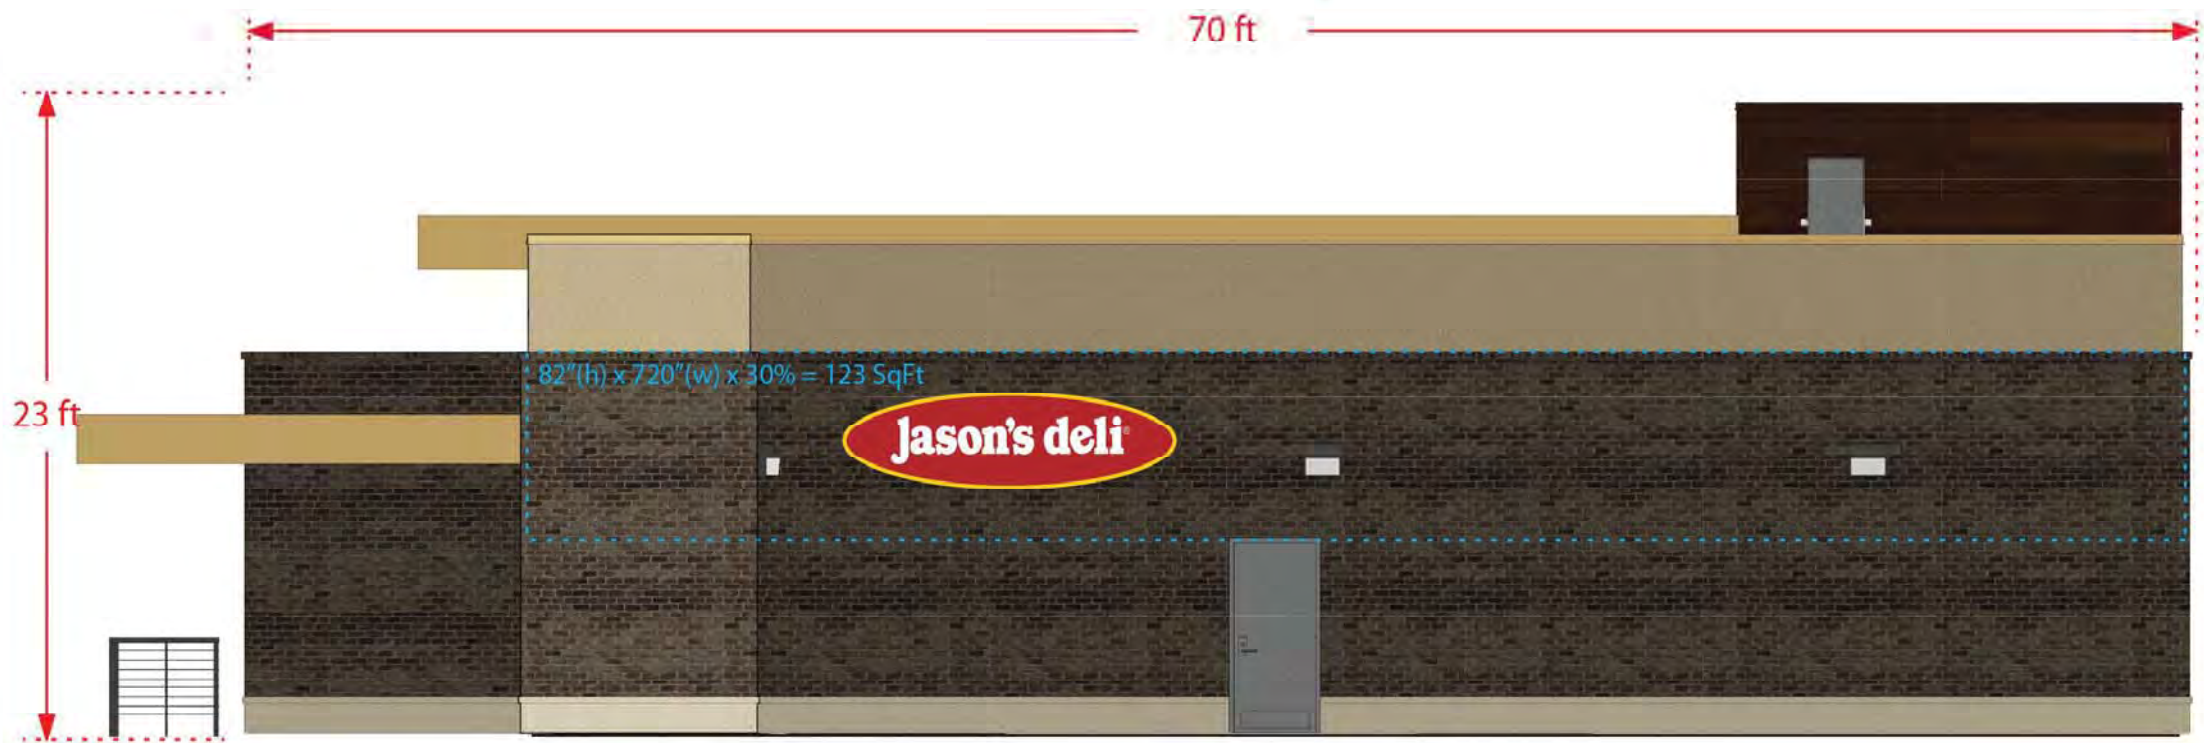 70 ft
23 ft
82"(h) x 720"(w) x 30% = 123 SqFt
Jason's deli®